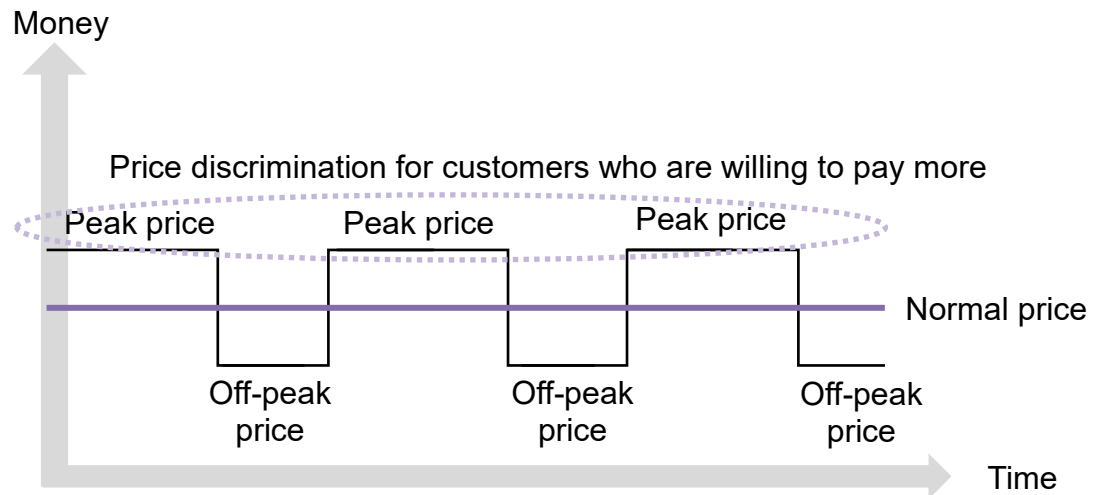 Money
Price discrimination for customers who are willing to pay more
Peak price
Peak price
Peak price
Normal price
Off-peak
price
Off-peak
price
Off-peak
price
Time